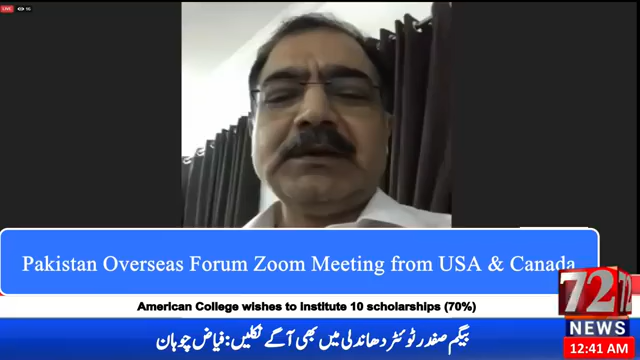 LIVE
Pakistan Overseas Forum Zoom Meeting from USA & Canada
American College wishes to institute 10 scholarships (70%)
بیگم صفدر ٹوئٹر دھاندلی میں بھی آگے نکلیں: فیاض چوہان
72
NEWS
12:41 AM